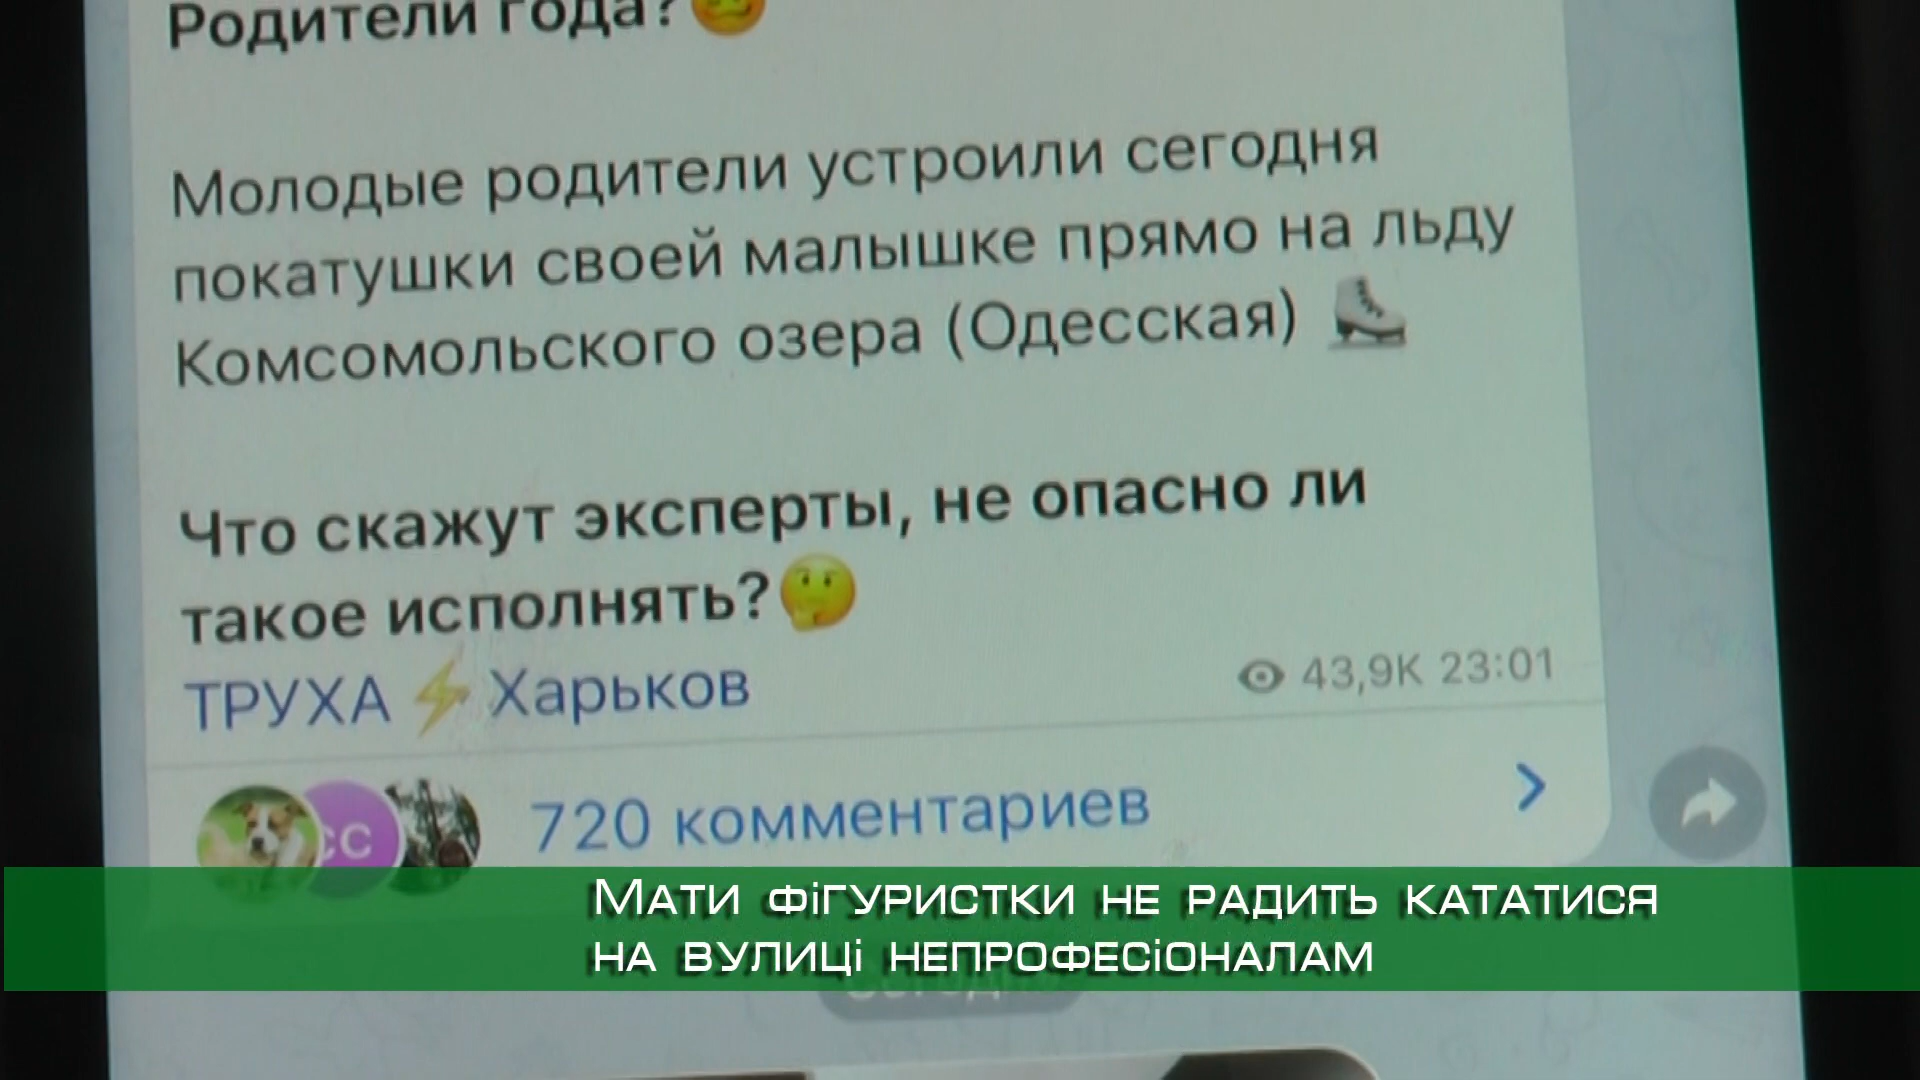 Родители года?
Молодые родители устроили сегодня
покатушки своей малышке прямо на льду
Комсомольского озера (Одесская)
Что скажут эксперты, не опасно ли
такое исполнять?
ТРУХА⚡Харьков
43,9K 23:01
СС
720 комментариев
Мати фігуристки не радить кататися
на вулиці непрофесіоналам